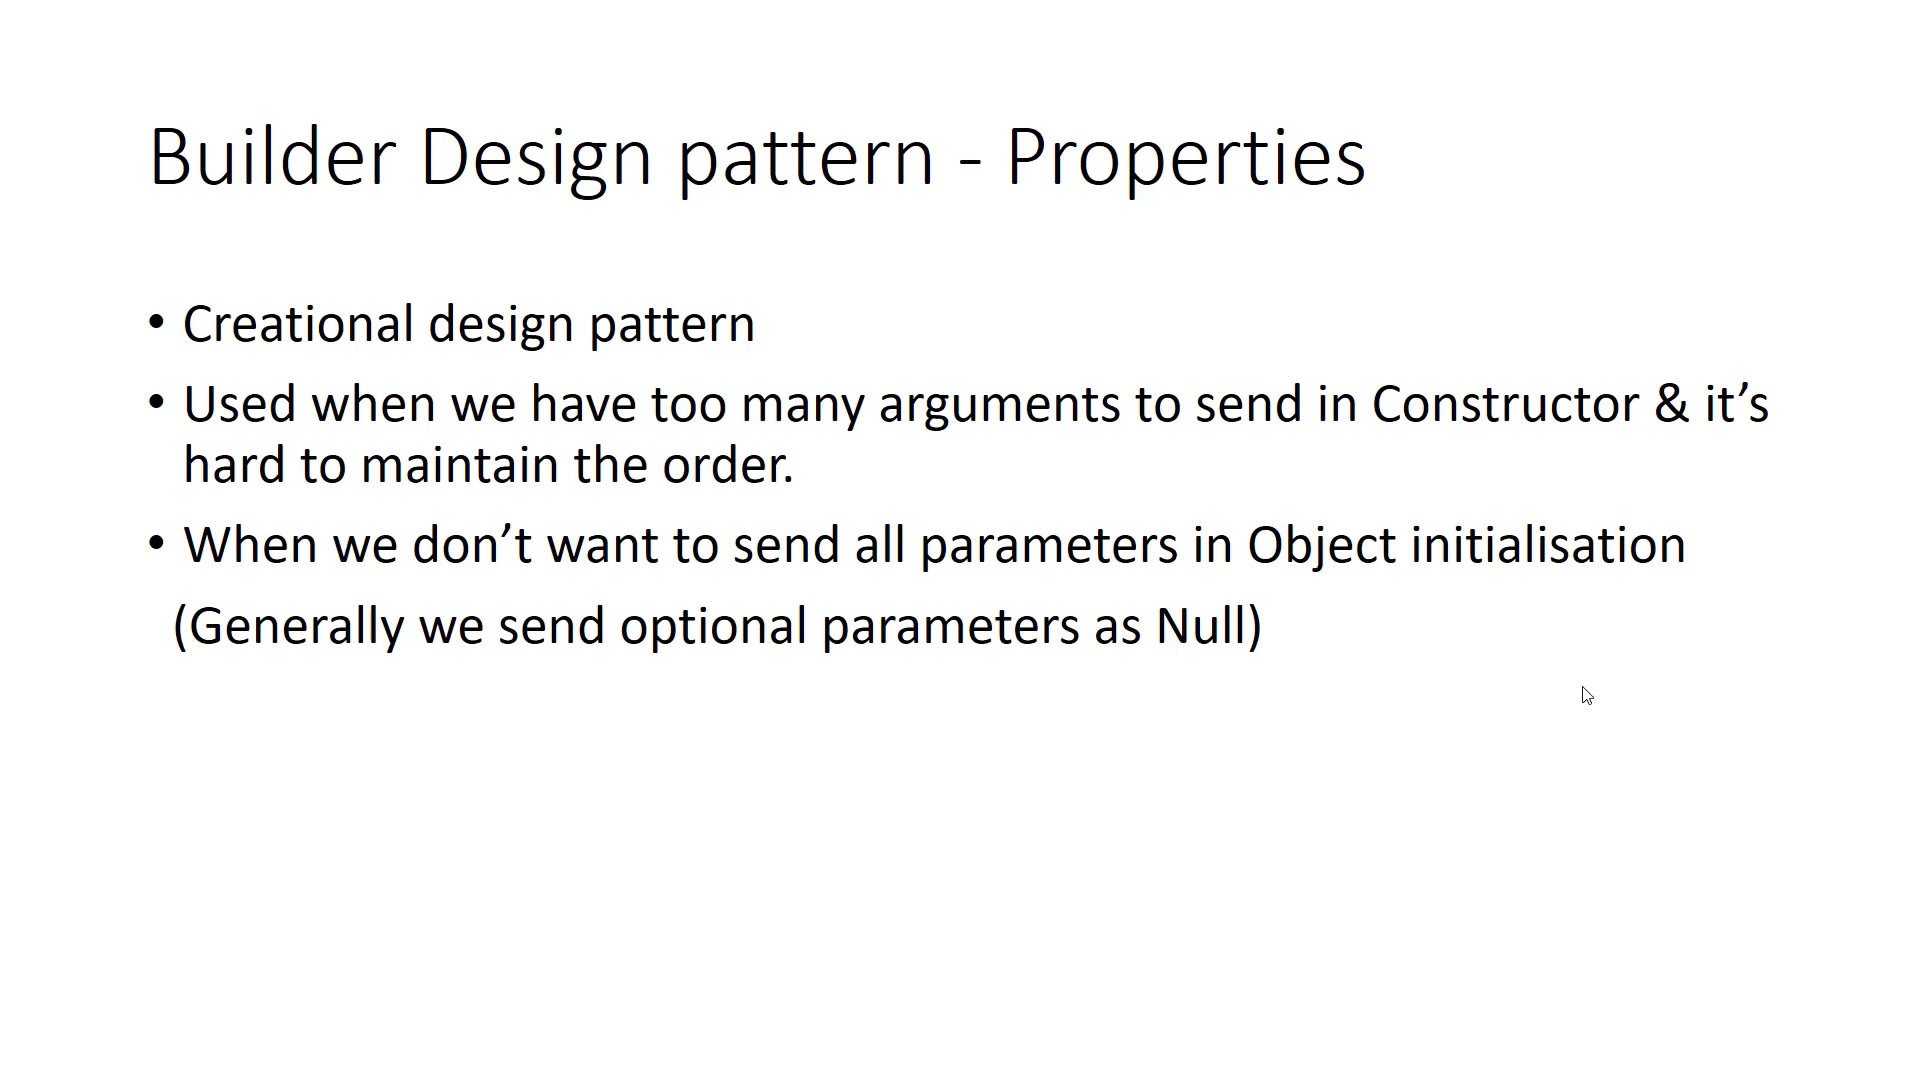 Builder Design pattern - Properties
• Creational design pattern
• Used when we have too many arguments to send in Constructor & it’s
hard to maintain the order.
• When we don’t want to send all parameters in Object initialisation
(Generally we send optional parameters as Null)